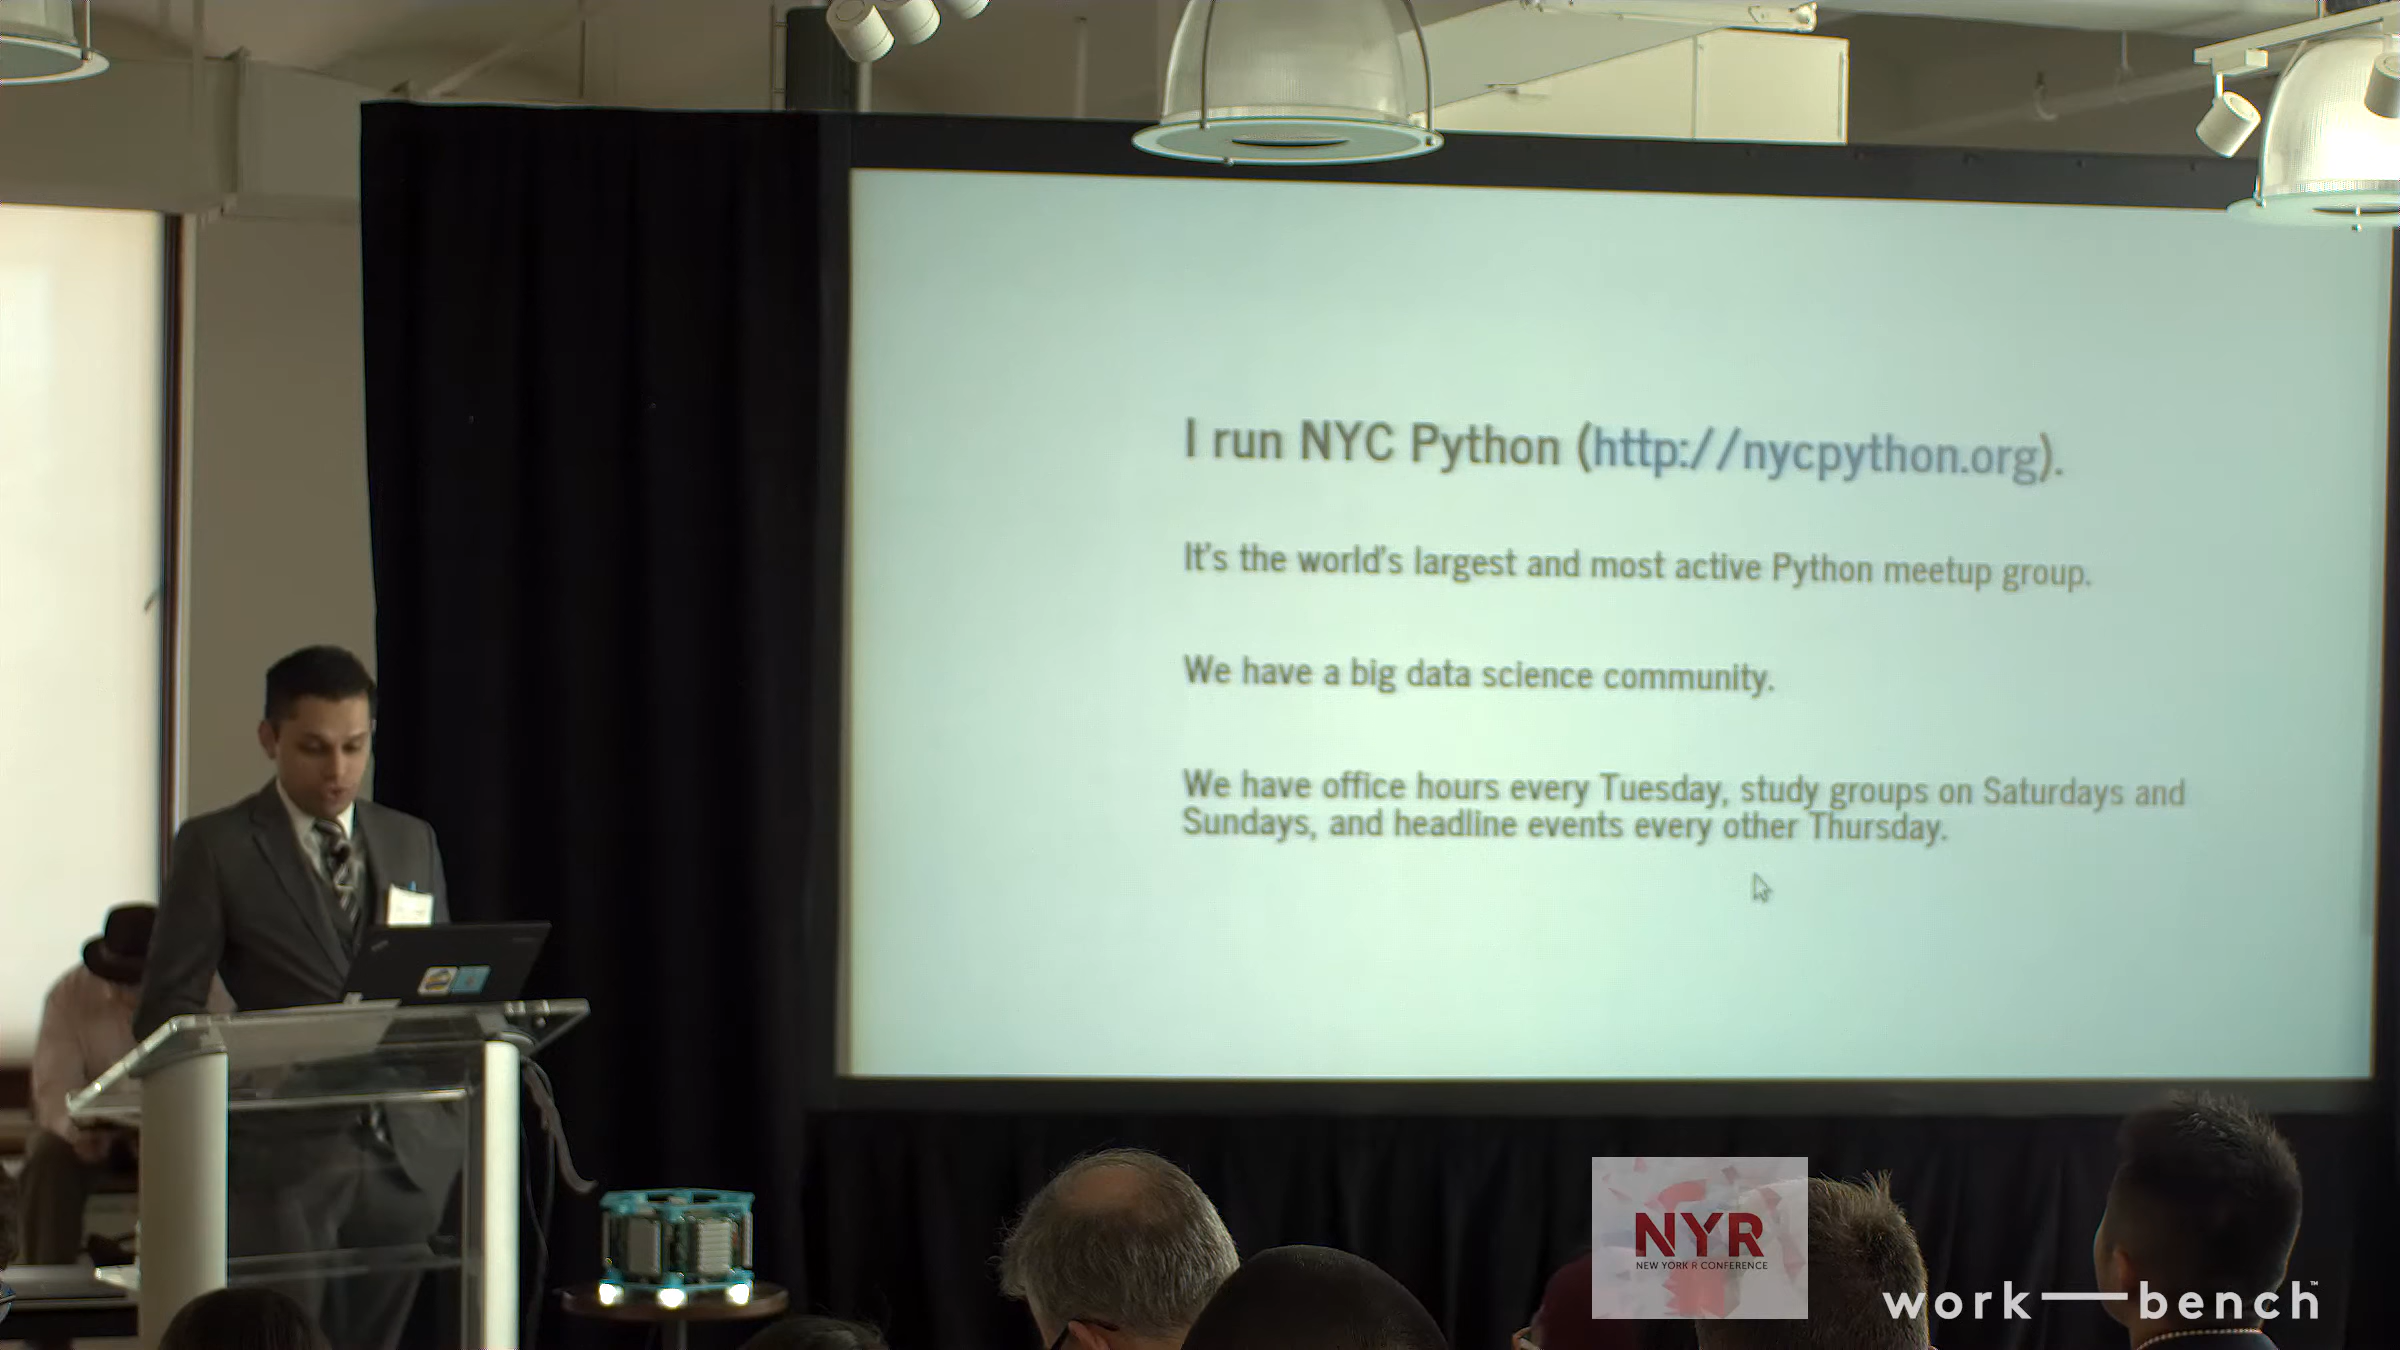 I run NYC Python (http://nycpython.org).
It's the world's largest and most active Python meetup group.
We have a big data science community.
We have office hours every Tuesday, study groups on Saturdays and
Sundays, and headline events every other Thursday.
NYR
NEW YORK R CONFERENCE
work—bench™